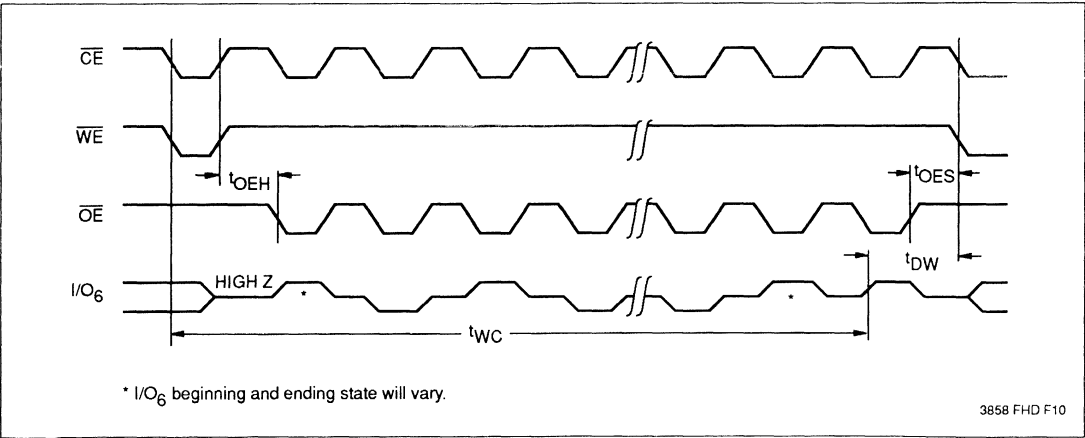 CE
WE
tOEH
tOES
OE
tDW
I/O6
HIGH Z
*
*
tWC
* I/O6 beginning and ending state will vary.
3858 FHD F10